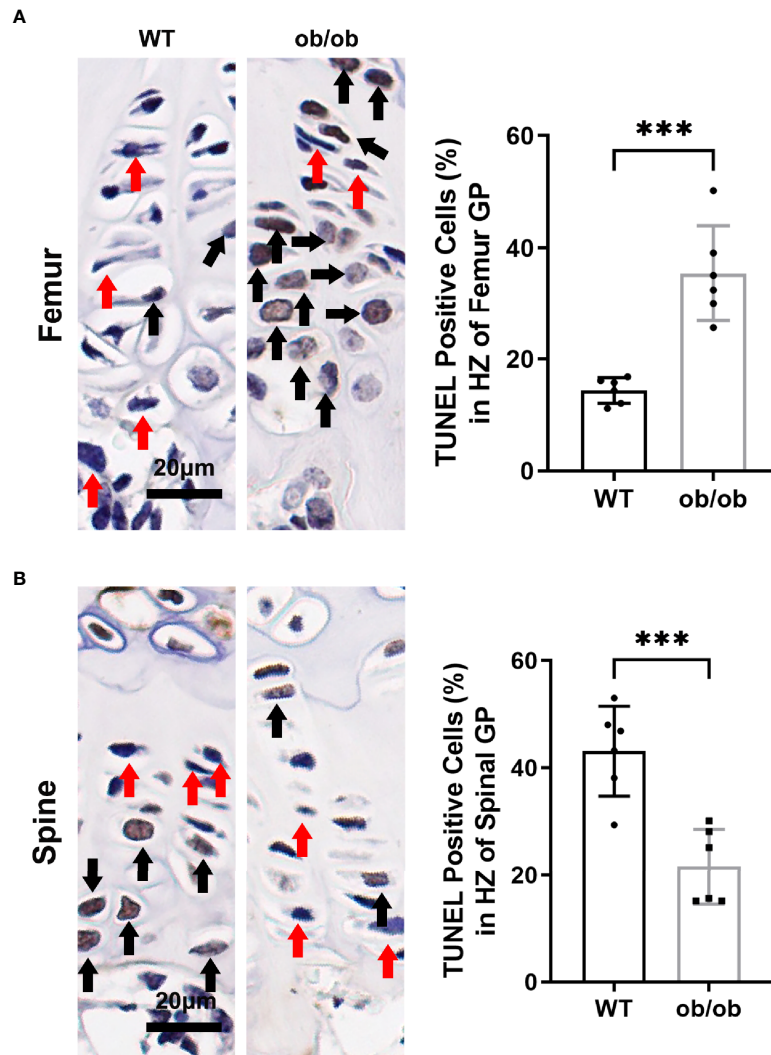 A
WT
ob/ob
Femur
20μm
TUNEL Positive Cells (%)
in HZ of Femur GP
60
40
20
0
***
WT
ob/ob
B
Spine
20μm
TUNEL Positive Cells (%)
in HZ of Spinal GP
60
40
20
0
***
WT
ob/ob